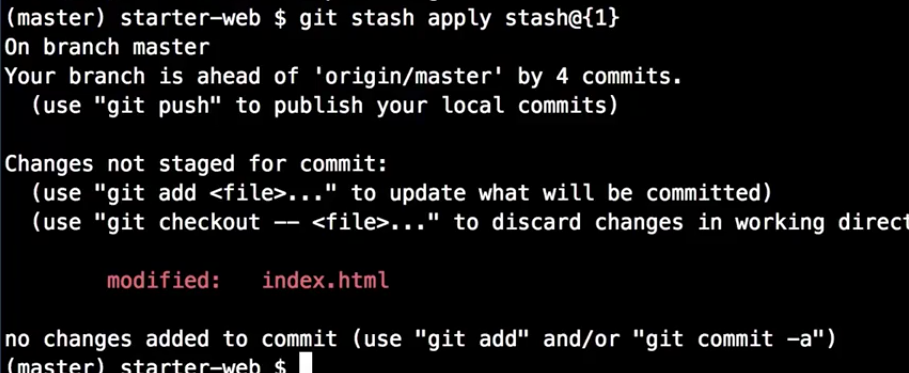 (master) starter-web $ git stash apply stash@{1}
On branch master
Your branch is ahead of 'origin/master' by 4 commits.
(use "git push" to publish your local commits)
Changes not staged for commit:
(use "git add <file>..." to update what will be committed)
(use "git checkout -- <file>..." to discard changes in working direct
modified: index.html
no changes added to commit (use "git add" and/or "git commit -a")
(master) starter-web $